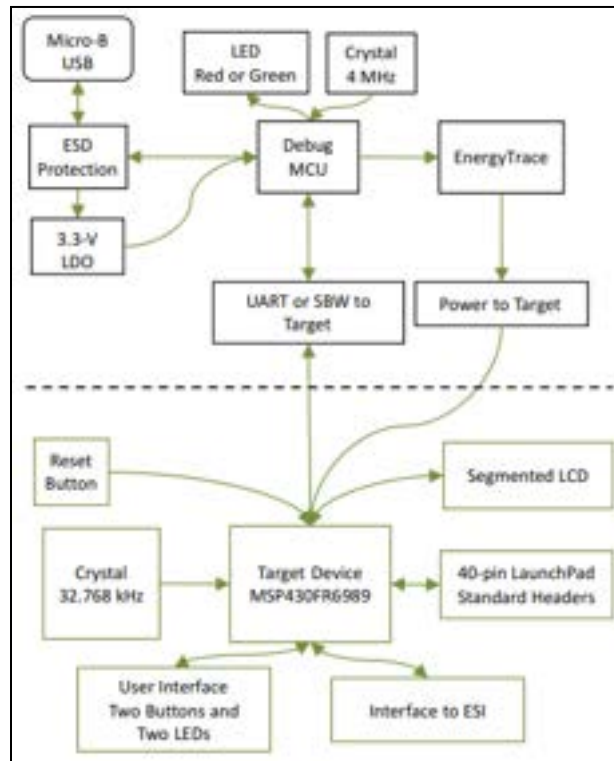 Micro-B
USB
LED
Red or Green
Crystal
4 MHz
ESD
Protection
Debug
MCU
EnergyTrace
3.3-V
LDO
UART or SBW to
Target
Power to Target
Reset
Button
Segmented LCD
Crystal
32.768 kHz
Target Device
MSP430FR6989
40-pin LaunchPad
Standard Headers
User Interface
Two Buttons and
Two LEDs
Interface to ESI